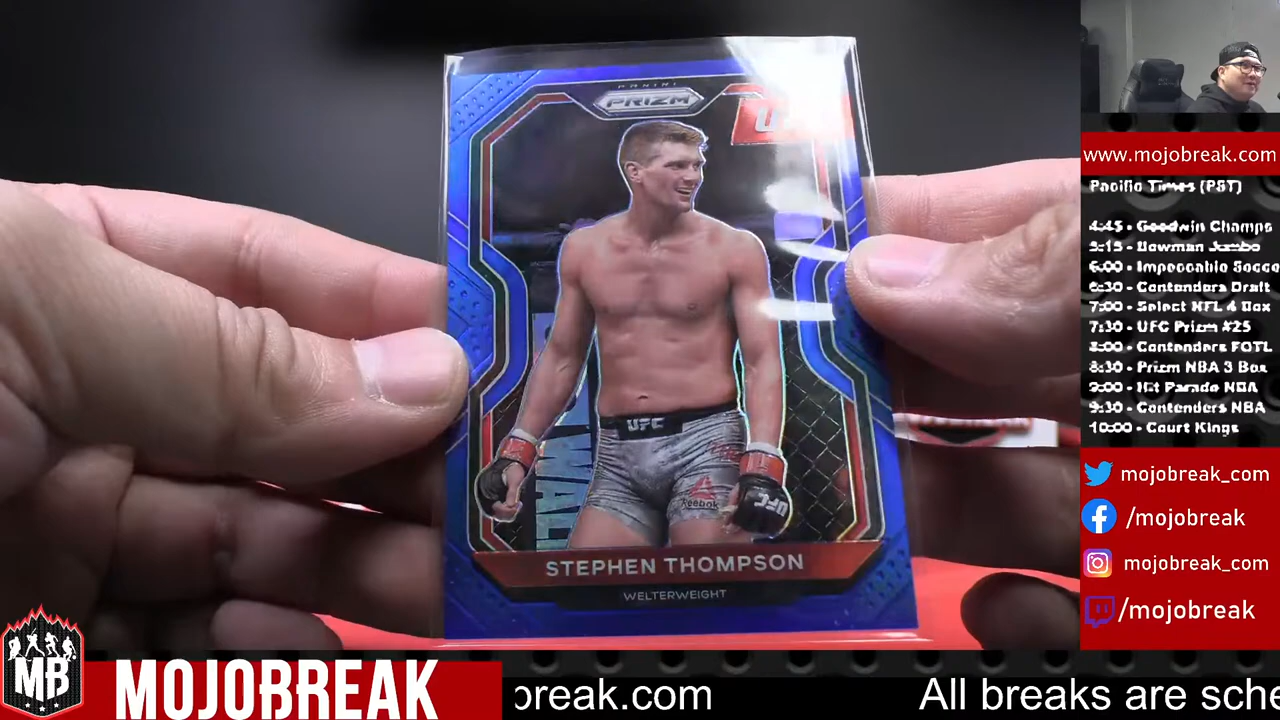 PANINI
PRIZM
STEPHEN THOMPSON
WELTERWEIGHT
UFC
Reebok
UFC
www.mojobreak.com
Pacific Times (PST)
4:45 - Goodwin Champs
5:15 - Bowman Jumbo
6:00 - Impeccable Socce
6:30 - Contenders Draft
7:00 - Select NFL 4 Box
7:30 - UFC Prizm #25
8:00 - Contenders FOTL
8:30 - Prizm NBA 3 Box
9:00 - Hit Parade NBA
9:30 - Contenders NBA
10:00 - Court Kings
mojobreak_com
/mojobreak
mojobreak_com
/mojobreak
MB
MOJOBREAK
break.com
All breaks are sche